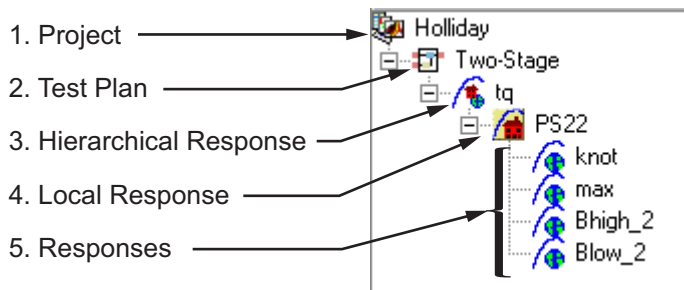 1. Project
Holliday
2. Test Plan
Two-Stage
3. Hierarchical Response
tq
4. Local Response
PS22
5. Responses
knot
max
Bhigh_2
Blow_2